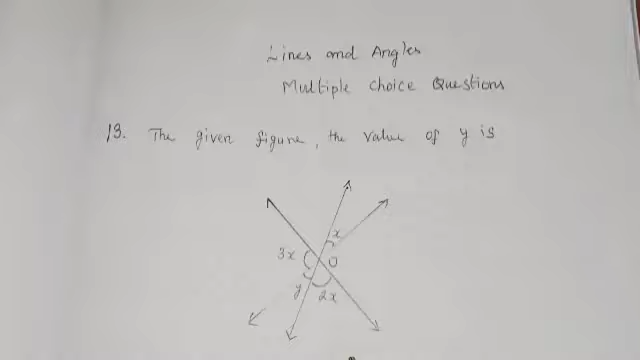 Lines and Angles
Multiple Choice Questions
13. The given figure, the value of y is
x
3x
O
y
2x